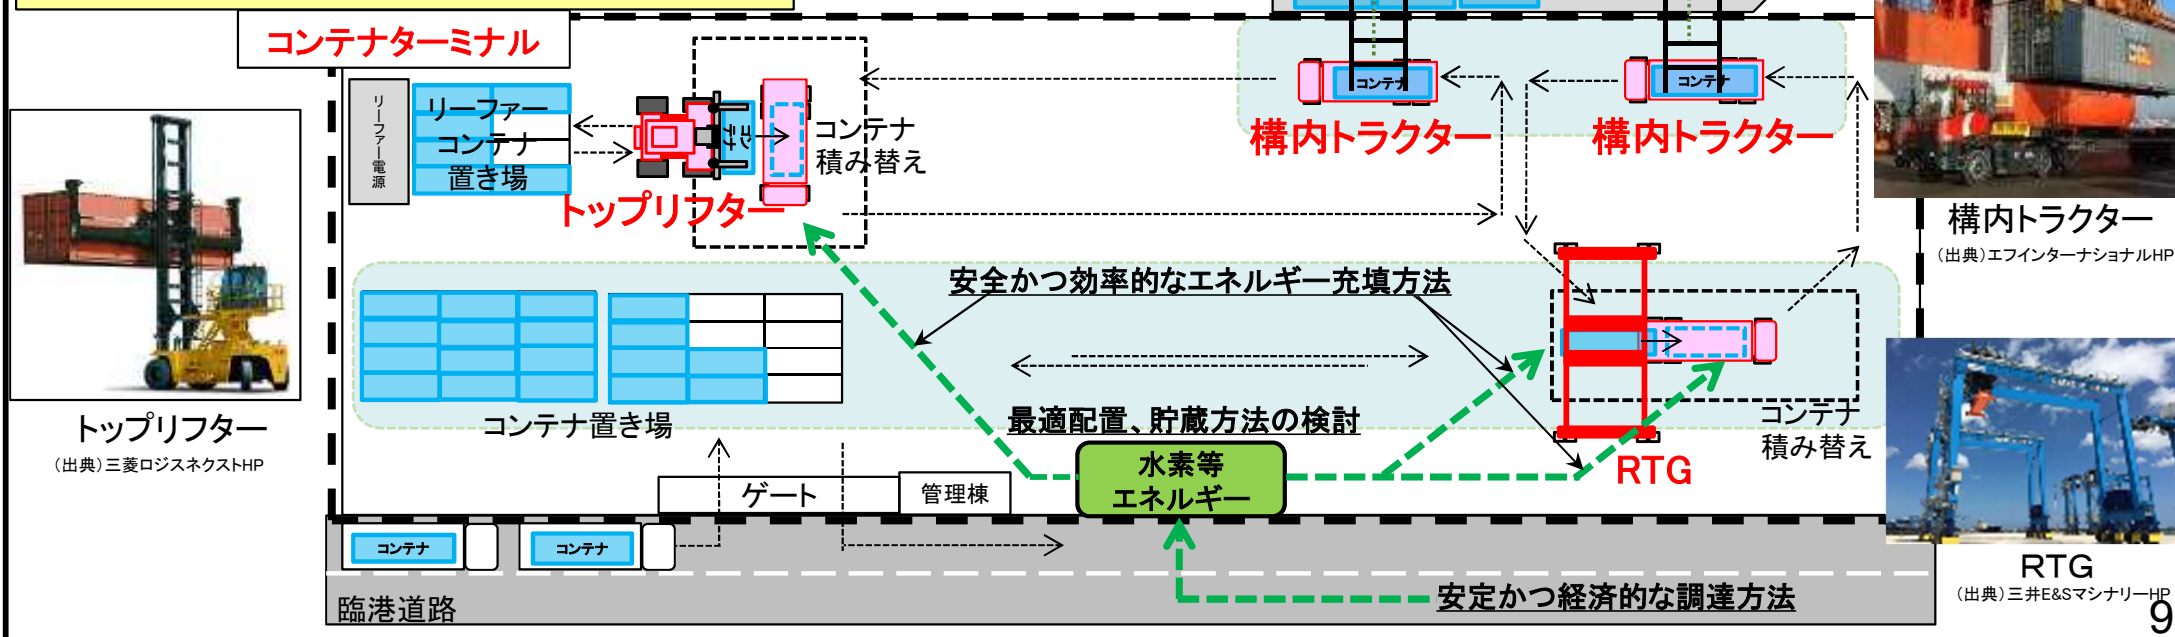 コンテナターミナル
リーファー電源
リーファー
コンテナ
置き場
コンテナ
コンテナ
積み替え
トップリフター
コンテナ
コンテナ
構内トラクター
構内トラクター
構内トラクター
(出典)エフインターナショナルHP
トップリフター
(出典)三菱ロジスネクストHP
安全かつ効率的なエネルギー充填方法
コンテナ置き場
最適配置、貯蔵方法の検討
コンテナ
積み替え
RTG
水素等
エネルギー
ゲート
管理棟
コンテナ
コンテナ
臨港道路
安定かつ経済的な調達方法
RTG
(出典)三井E&SマシナリーHP
9